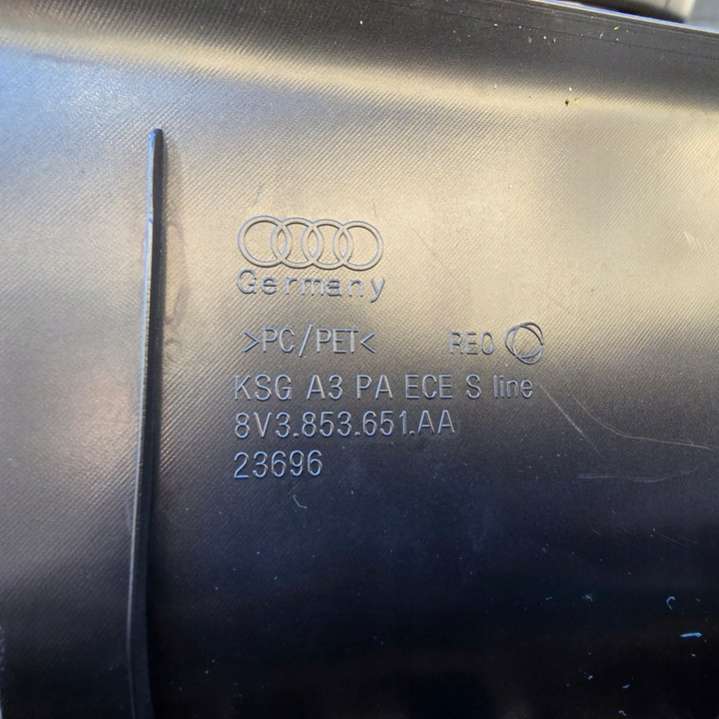 Germany
>PC/PET< REO
KSG A3 PA ECE S line
8V3.853.651.AA
23696